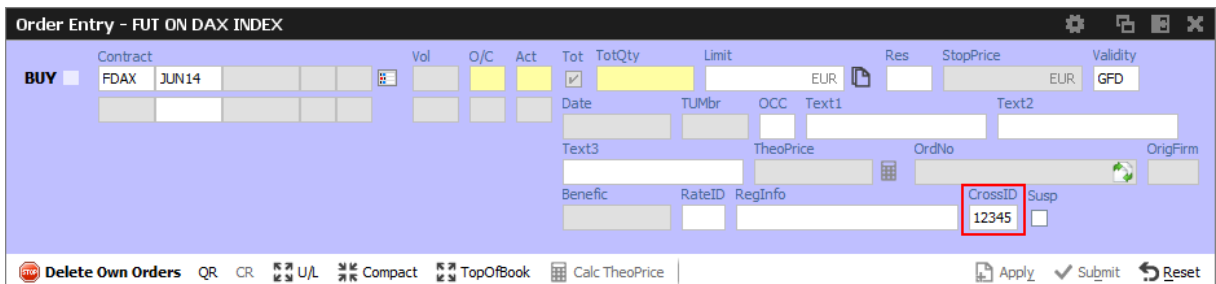 Order Entry - FUT ON DAX INDEX
Contract Vol O/C Act Tot TotQty Limit Res StopPrice Validity
BUY FDAX JUN14 EUR EUR GFD
Date TUMbr OCC Text1 Text2
Text3 TheoPrice OrdNo OrigFirm
Benefic RateID RegInfo CrossID Susp
12345
STOP Delete Own Orders QR CR U/L Compact TopOfBook Calc TheoPrice Apply Submit Reset